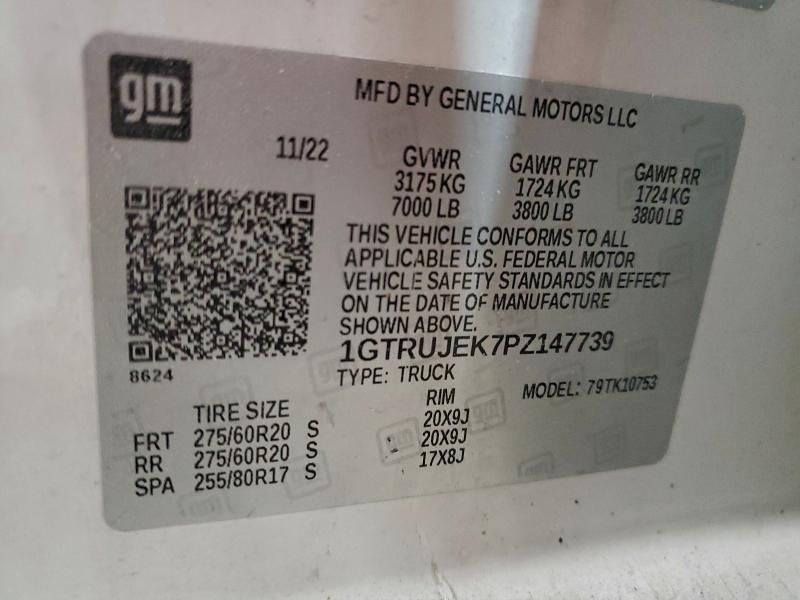 gm
MFD BY GENERAL MOTORS LLC
11/22
GVWR GAWR FRT GAWR RR
3175 KG 1724 KG 1724 KG
7000 LB 3800 LB 3800 LB
THIS VEHICLE CONFORMS TO ALL
APPLICABLE U.S. FEDERAL MOTOR
VEHICLE SAFETY STANDARDS IN EFFECT
ON THE DATE OF MANUFACTURE
SHOWN ABOVE.
1GTRUJEK7PZ147739
8624
TYPE: TRUCK MODEL: 79TK10753
TIRE SIZE RIM
FRT 275/60R20 S 20X9J
RR 275/60R20 S 20X9J
SPA 255/80R17 S 17X8J